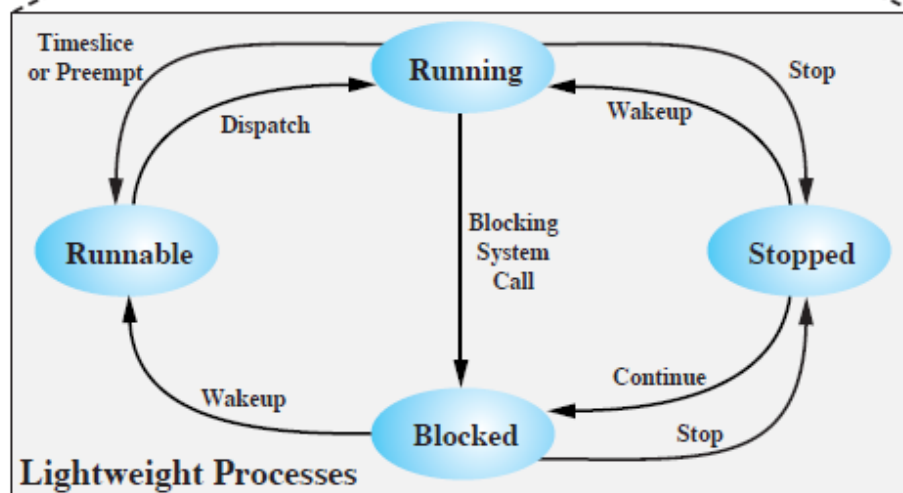 Timeslice
or Preempt
Running
Stop
Dispatch
Wakeup
Runnable
Blocking
System
Call
Stopped
Wakeup
Continue
Blocked
Stop
Lightweight Processes